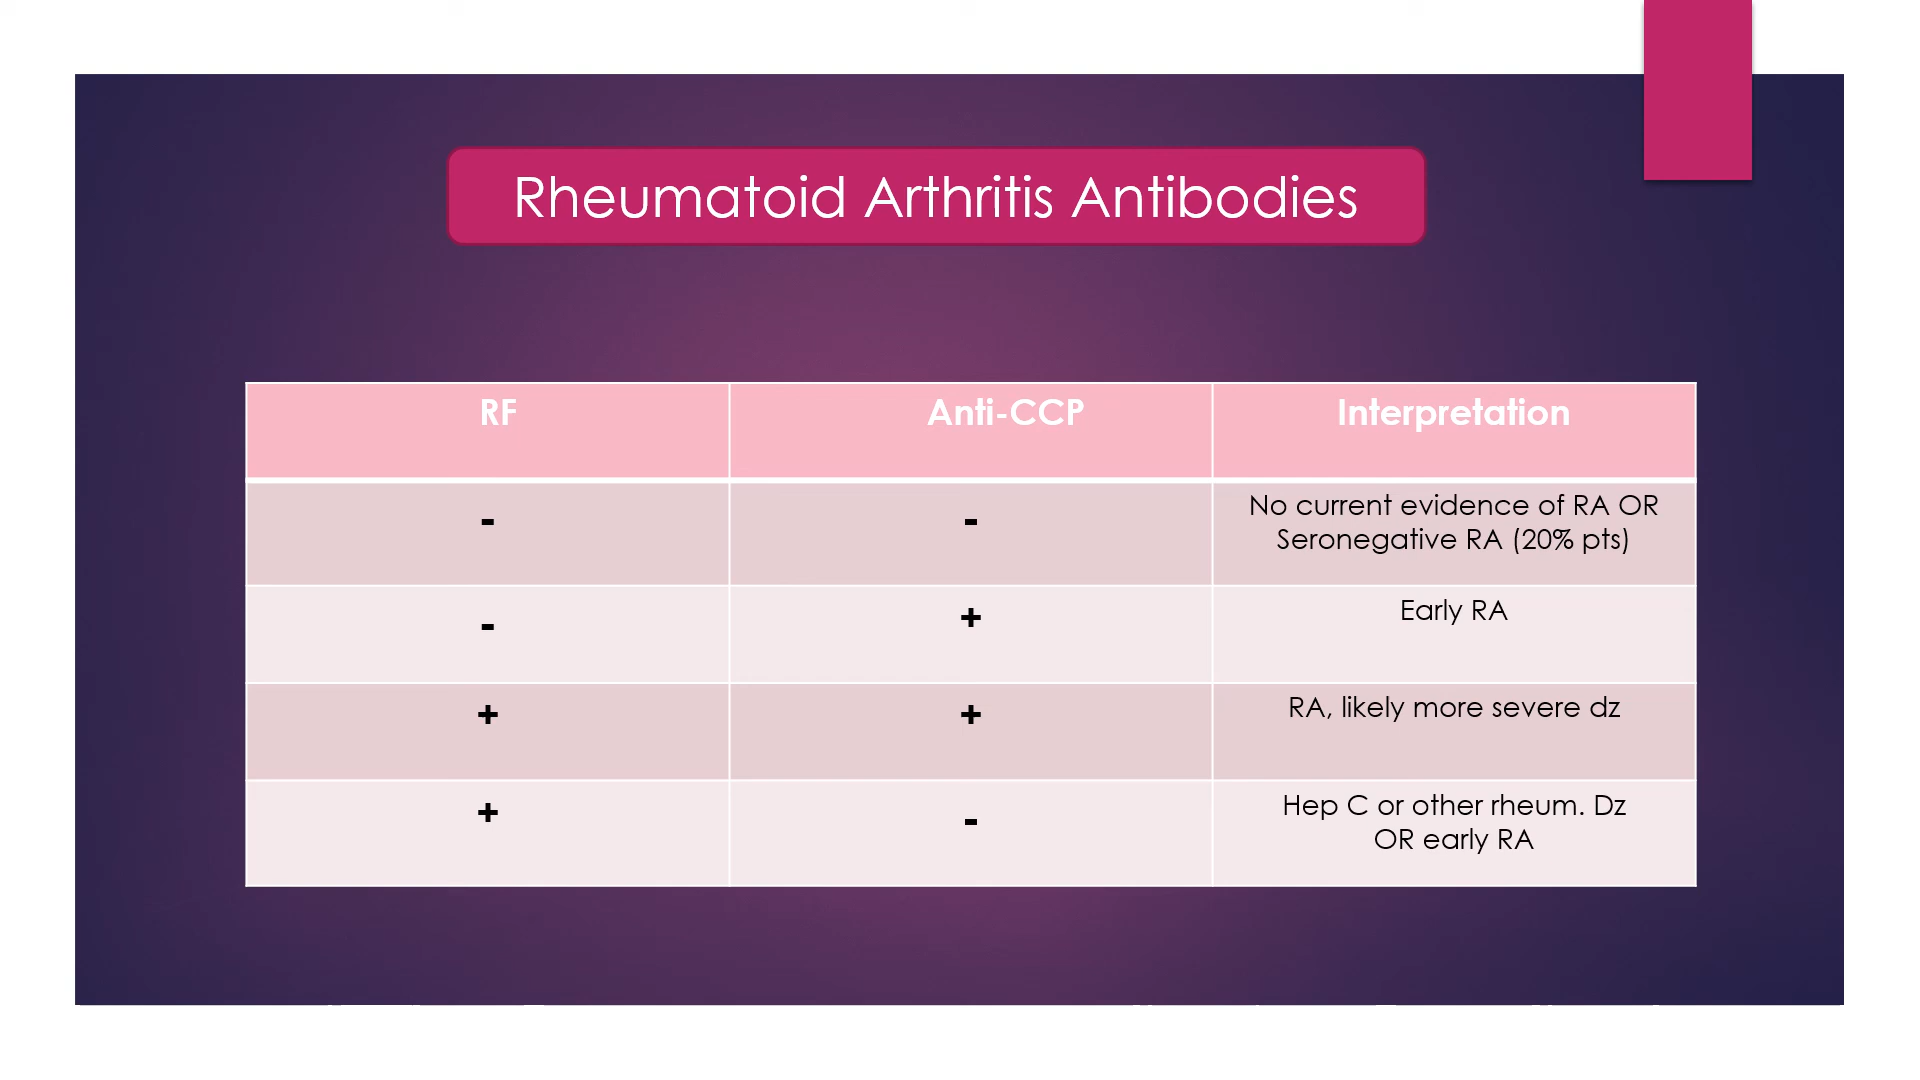 Rheumatoid Arthritis Antibodies
RF Anti-CCP Interpretation
- - No current evidence of RA OR
Seronegative RA (20% pts)
- + Early RA
+ + RA, likely more severe dz
+ - Hep C or other rheum. Dz
OR early RA